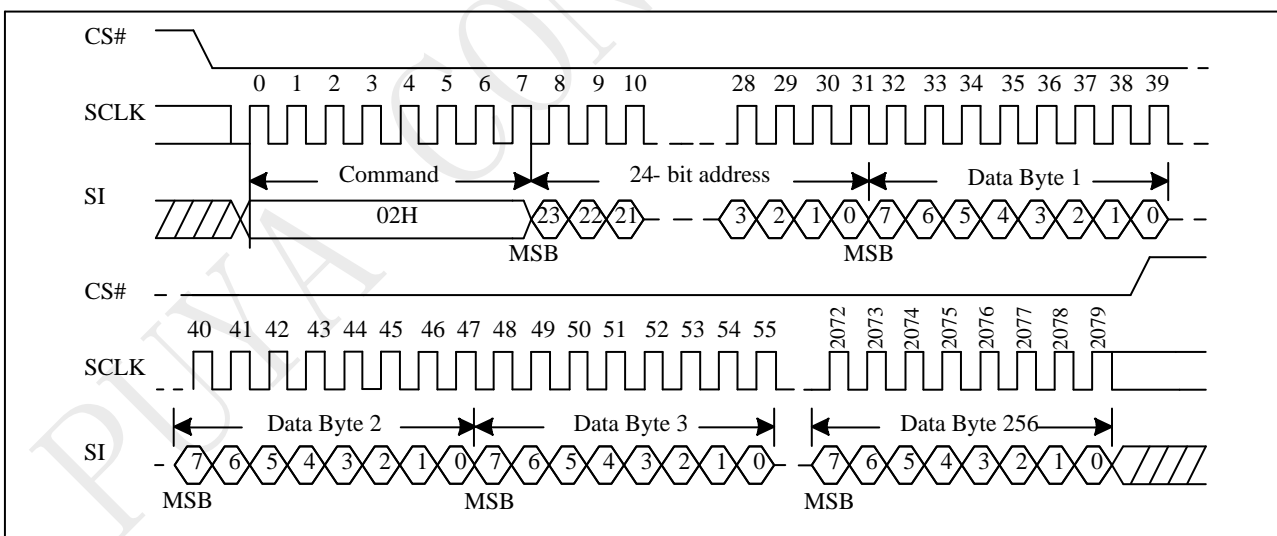 PUYA CON
CS#
0 1 2 3 4 5 6 7 8 9 10 28 29 30 31 32 33 34 35 36 37 38 39
SCLK
Command 24- bit address Data Byte 1
SI
02H 23 22 21 3 2 1 0 7 6 5 4 3 2 1 0
MSB MSB
CS#
40 41 42 43 44 45 46 47 48 49 50 51 52 53 54 55 2072 2073 2074 2075 2076 2077 2078 2079
SCLK
Data Byte 2 Data Byte 3 Data Byte 256
SI
7 6 5 4 3 2 1 0 7 6 5 4 3 2 1 0 7 6 5 4 3 2 1 0
MSB MSB MSB